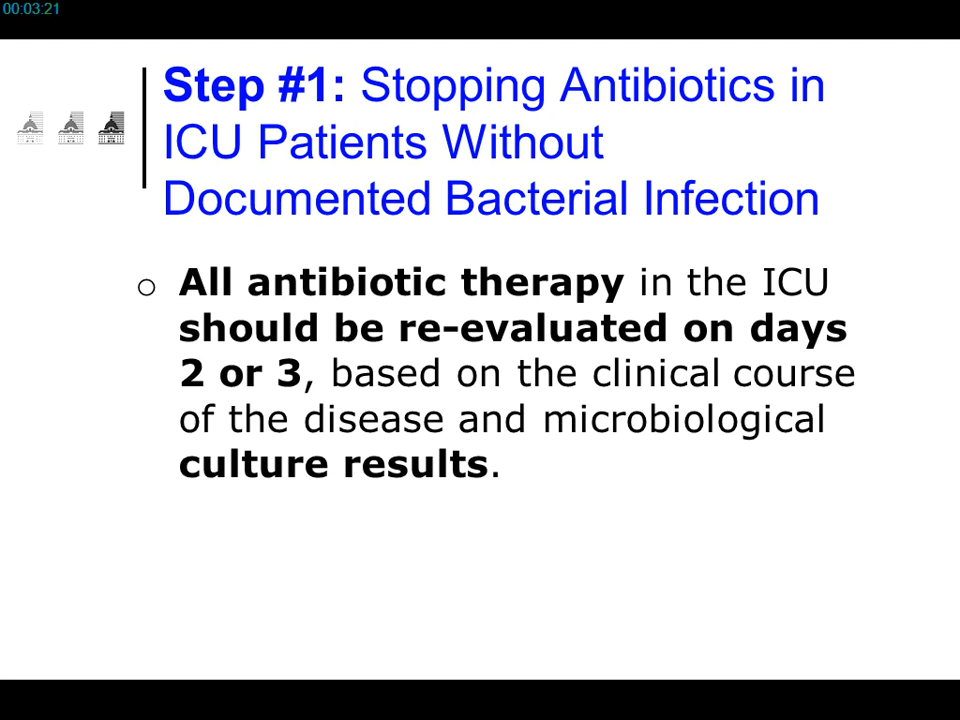 00:03:21
Step #1: Stopping Antibiotics in
ICU Patients Without
Documented Bacterial Infection
o All antibiotic therapy in the ICU
should be re-evaluated on days
2 or 3, based on the clinical course
of the disease and microbiological
culture results.